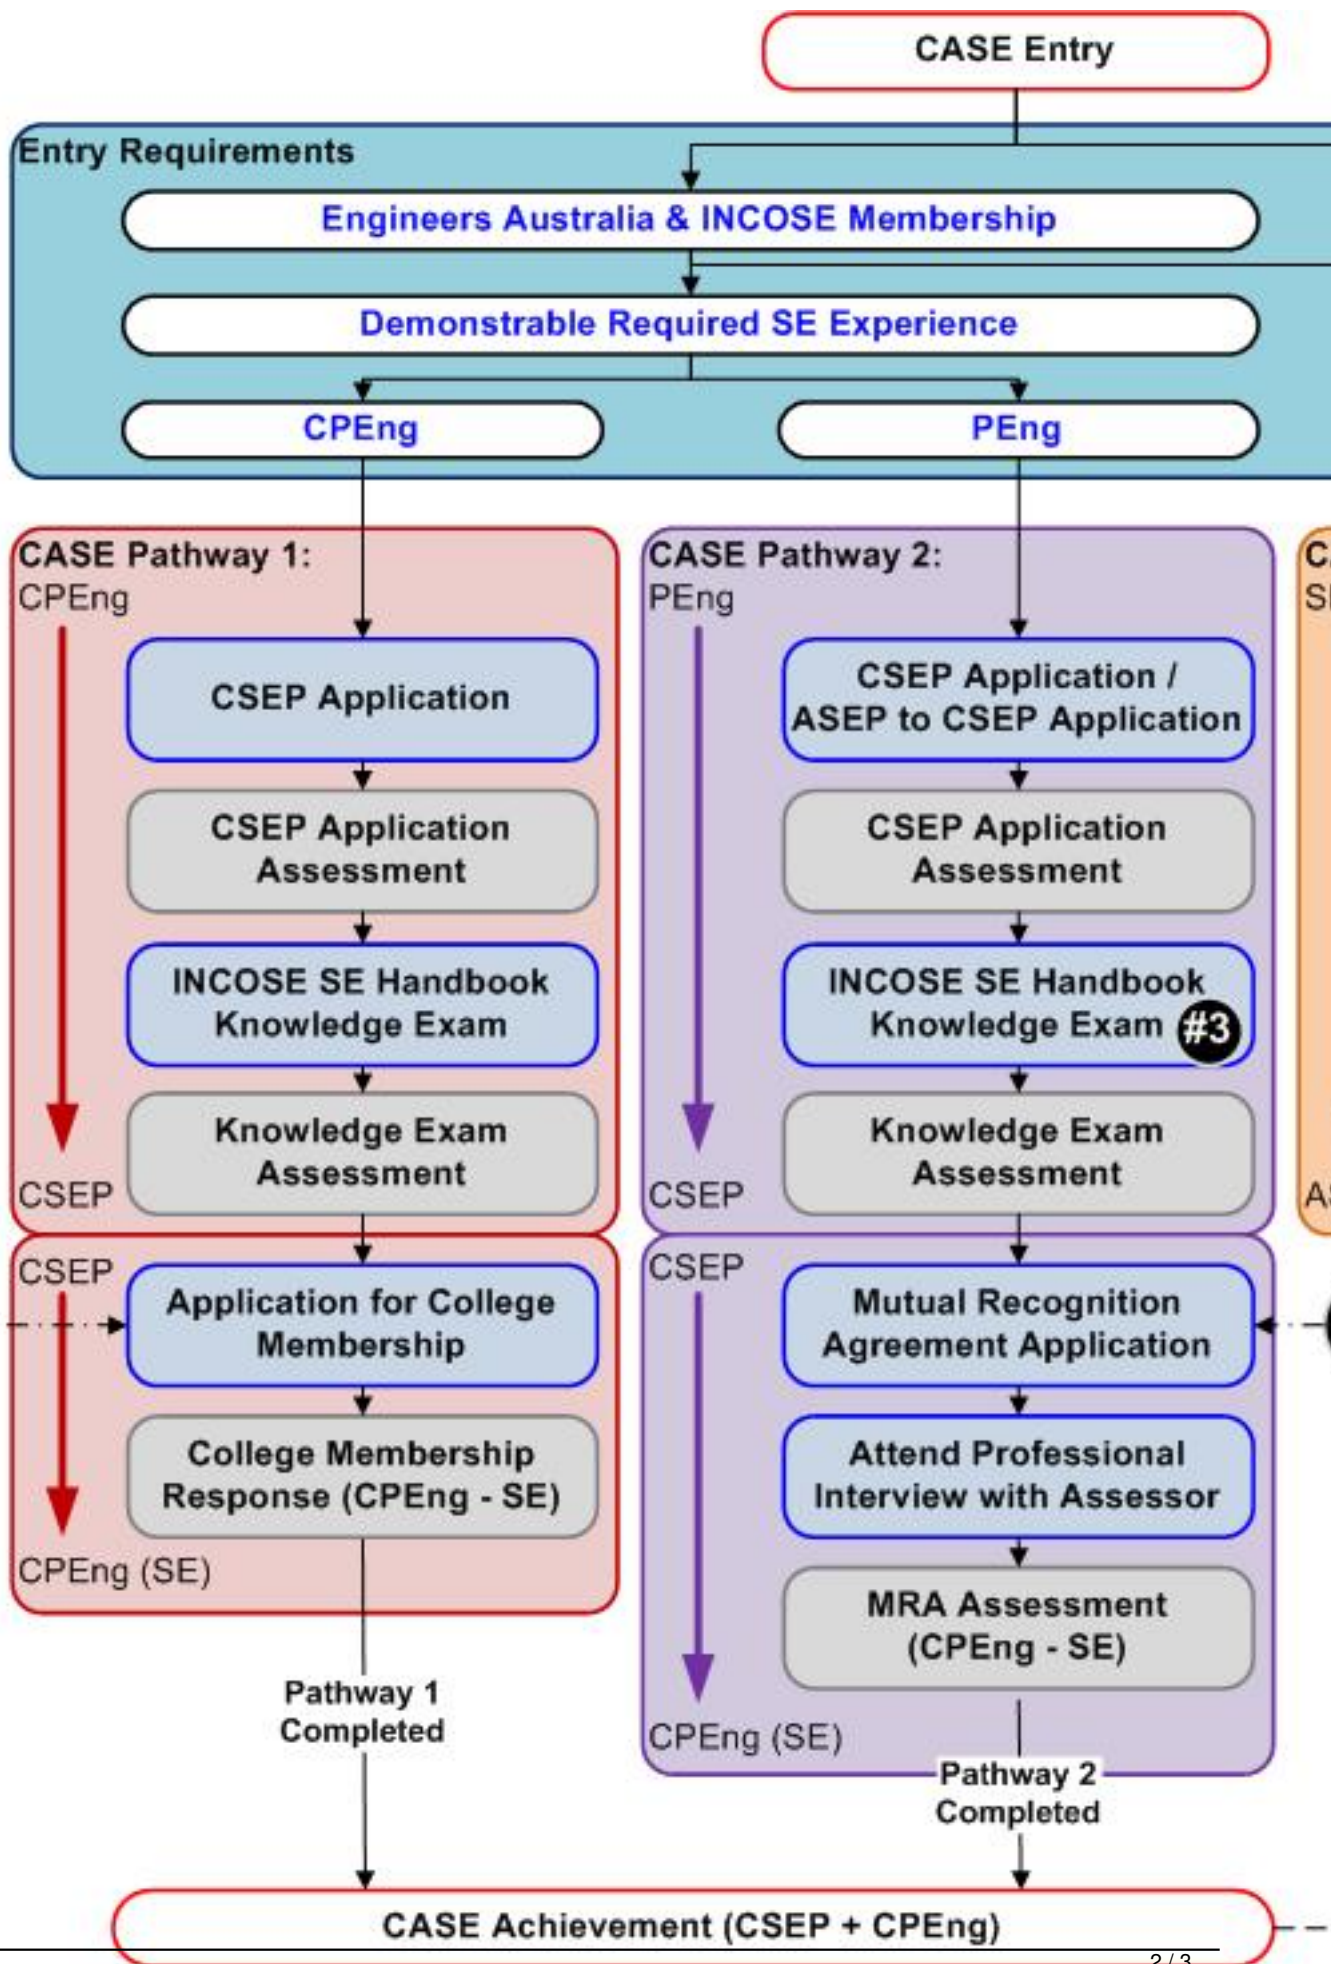 CASE Entry
Entry Requirements
Engineers Australia & INCOSE Membership
Demonstrable Required SE Experience
CPEng
PEng
CASE Pathway 1:
CPEng
CSEP Application
CSEP Application
Assessment
INCOSE SE Handbook
Knowledge Exam
Knowledge Exam
Assessment
CSEP
CSEP
Application for College
Membership
College Membership
Response (CPEng - SE)
CPEng (SE)
Pathway 1
Completed
CASE Pathway 2:
PEng
CSEP Application /
ASEP to CSEP Application
CSEP Application
Assessment
INCOSE SE Handbook
Knowledge Exam
#3
Knowledge Exam
Assessment
CSEP
CSEP
Mutual Recognition
Agreement Application
Attend Professional
Interview with Assessor
MRA Assessment
(CPEng - SE)
CPEng (SE)
Pathway 2
Completed
CASE Achievement (CSEP + CPEng)
2 / 3